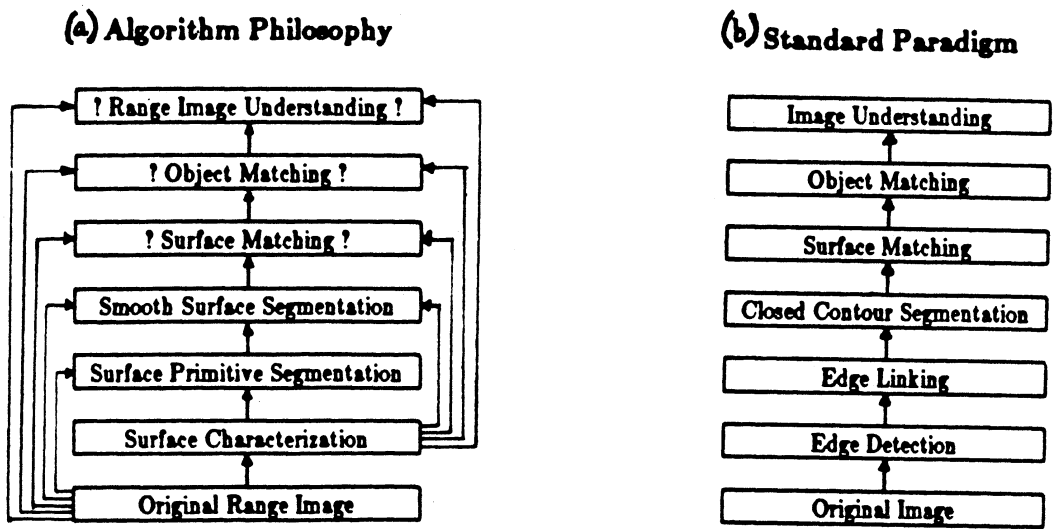 (a) Algorithm Philosophy
? Range Image Understanding ?
? Object Matching ?
? Surface Matching ?
Smooth Surface Segmentation
Surface Primitive Segmentation
Surface Characterization
Original Range Image
(b) Standard Paradigm
Image Understanding
Object Matching
Surface Matching
Closed Contour Segmentation
Edge Linking
Edge Detection
Original Image